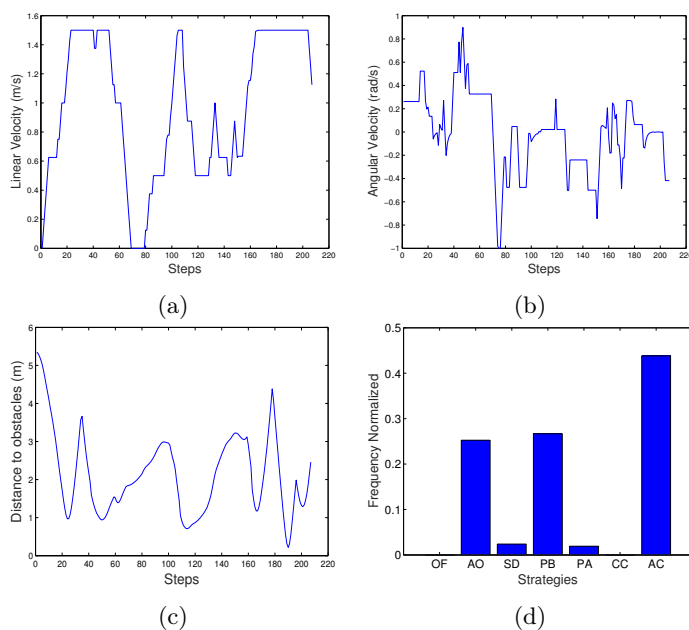 1.6
1.4
1.2
1
0.8
0.6
0.4
0.2
0
Linear Velocity (m/s)
0 20 40 60 80 100 120 140 160 180 200 220
Steps
(a)
1
0.8
0.6
0.4
0.2
0
−0.2
−0.4
−0.6
−0.8
−1
Angular Velocity (rad/s)
0 20 40 60 80 100 120 140 160 180 200 220
Steps
(b)
6
5
4
3
2
1
0
Distance to obstacles (m)
0 20 40 60 80 100 120 140 160 180 200 220
Steps
(c)
0.5
0.4
0.3
0.2
0.1
0
Frequency Normalized
OF AO SD PB PA CC AC
Strategies
(d)